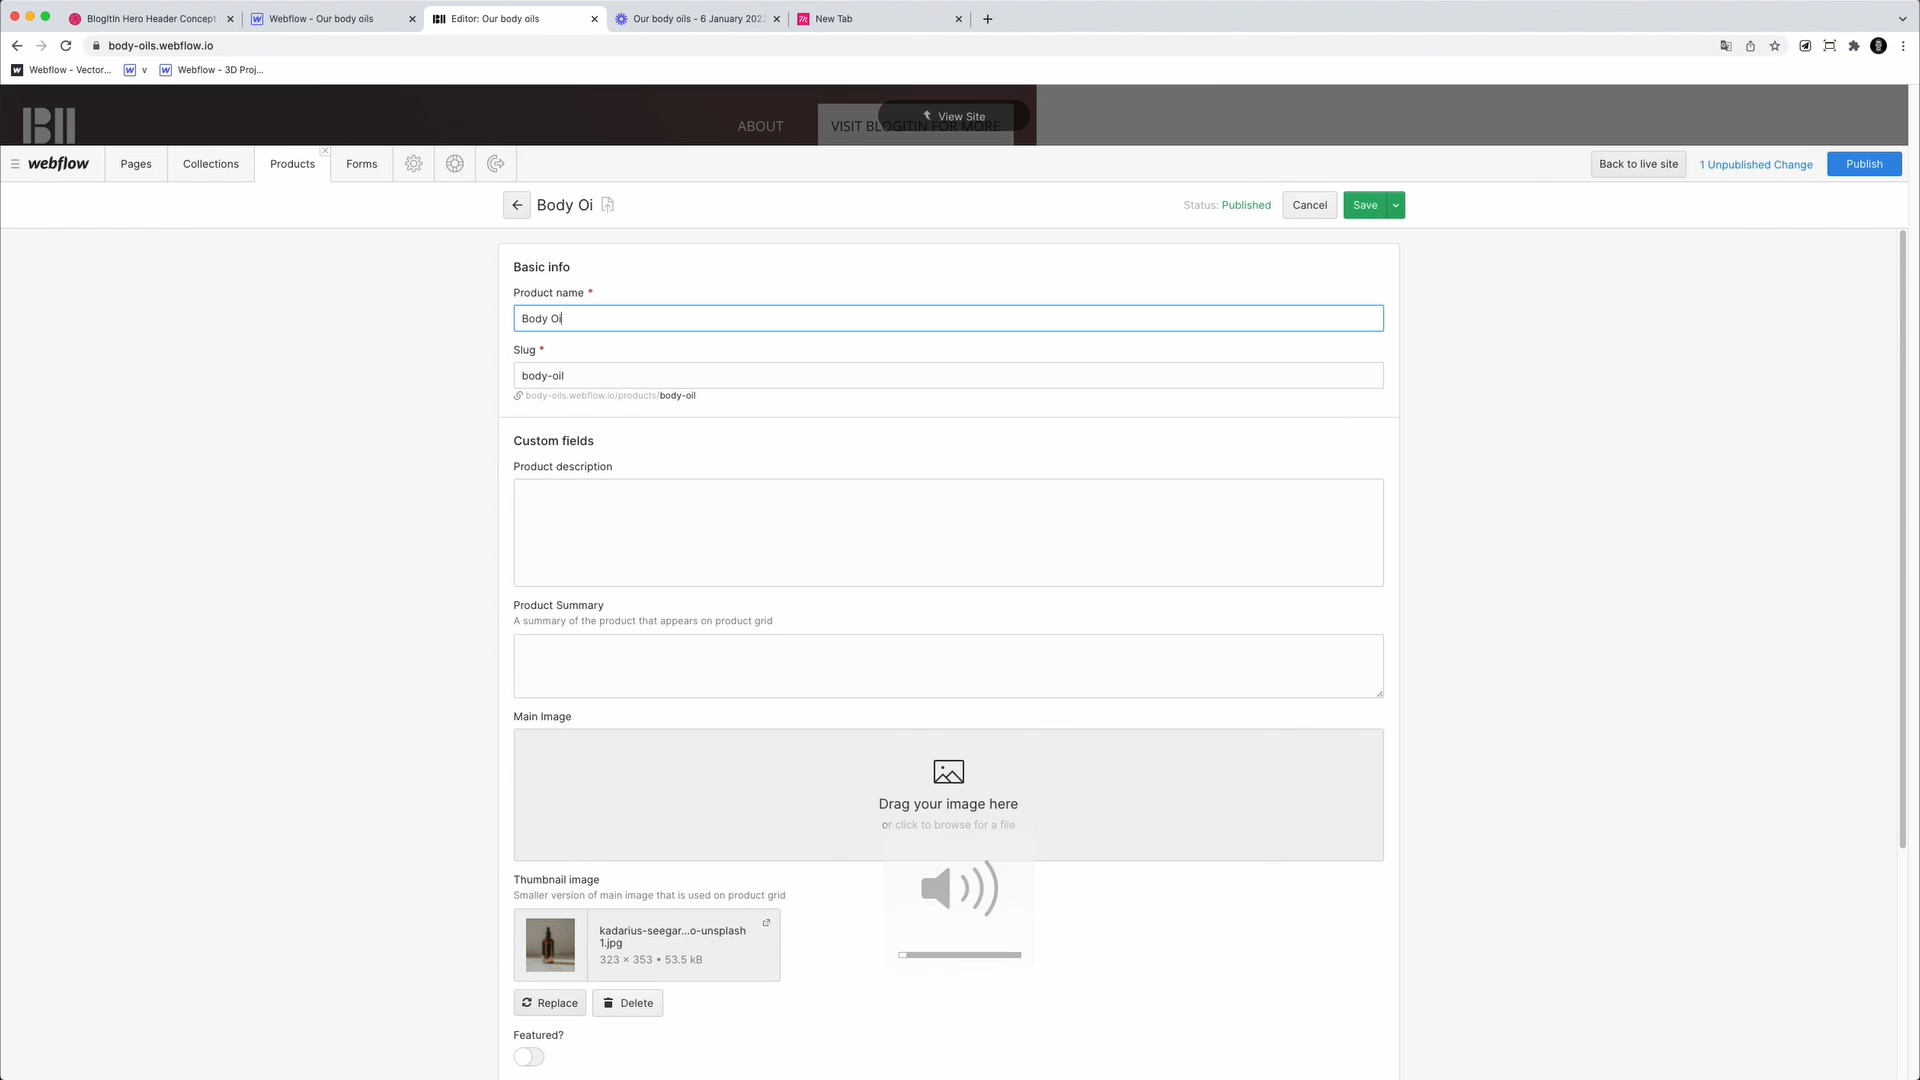 BlogItIn Hero Header Concept
Webflow - Our body oils
Editor: Our body oils
Our body oils - 6 January 202
New Tab
body-oils.webflow.io
Webflow - Vector...
v
Webflow - 3D Proj...
ABOUT
VISIT BLOGITIN FOR MORE
View Site
webflow
Pages
Collections
Products
Forms
Back to live site
1 Unpublished Change
Publish
Body Oi
Status: Published
Cancel
Save
Basic info
Product name *
Body Oi
Slug *
body-oil
body-oils.webflow.io/products/body-oil
Custom fields
Product description
Product Summary
A summary of the product that appears on product grid
Main Image
Drag your image here
or click to browse for a file
Thumbnail image
Smaller version of main image that is used on product grid
kadarius-seegar...o-unsplash
1.jpg
323 × 353 • 53.5 kB
Replace
Delete
Featured?